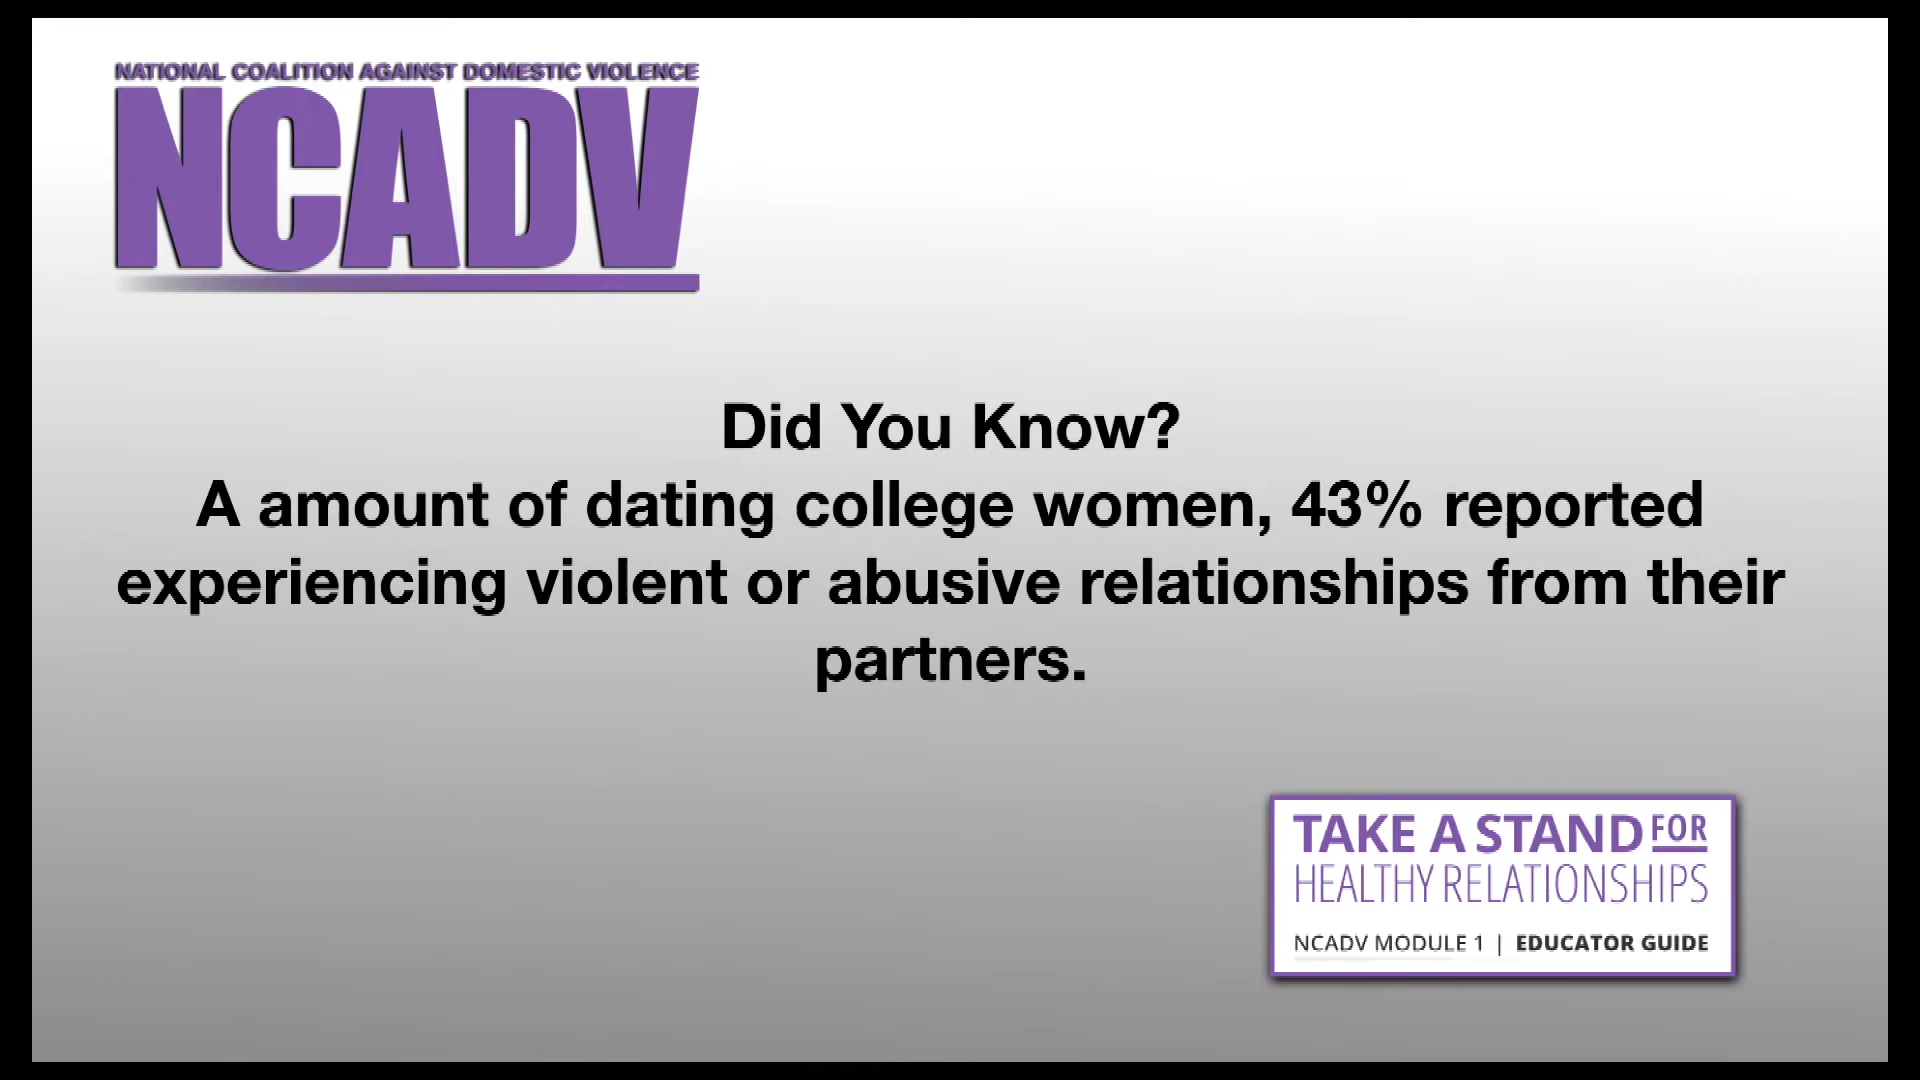 NATIONAL COALITION AGAINST DOMESTIC VIOLENCE
NCADV
Did You Know?
A amount of dating college women, 43% reported
experiencing violent or abusive relationships from their
partners.
TAKE A STAND FOR
HEALTHY RELATIONSHIPS
NCADV MODULE 1 | EDUCATOR GUIDE